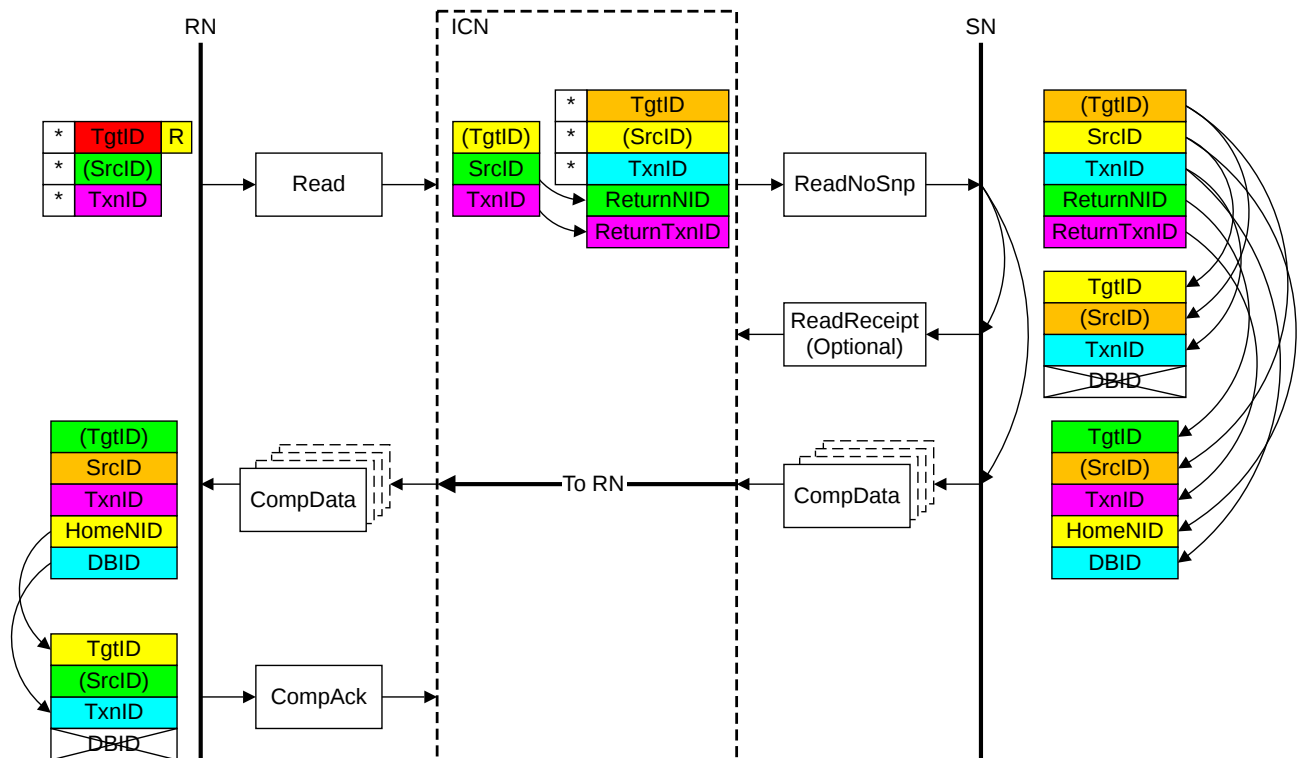 RN
ICN
SN
* TgtID R
* (SrcID)
* TxnID
Read
(TgtID)
SrcID
TxnID
* TgtID
* (SrcID)
* TxnID
ReturnNID
ReturnTxnID
ReadNoSnp
(TgtID)
SrcID
TxnID
ReturnNID
ReturnTxnID
ReadReceipt
(Optional)
TgtID
(SrcID)
TxnID
DBID
(TgtID)
SrcID
TxnID
HomeNID
DBID
CompData
To RN
CompData
TgtID
(SrcID)
TxnID
HomeNID
DBID
TgtID
(SrcID)
TxnID
DBID
CompAck